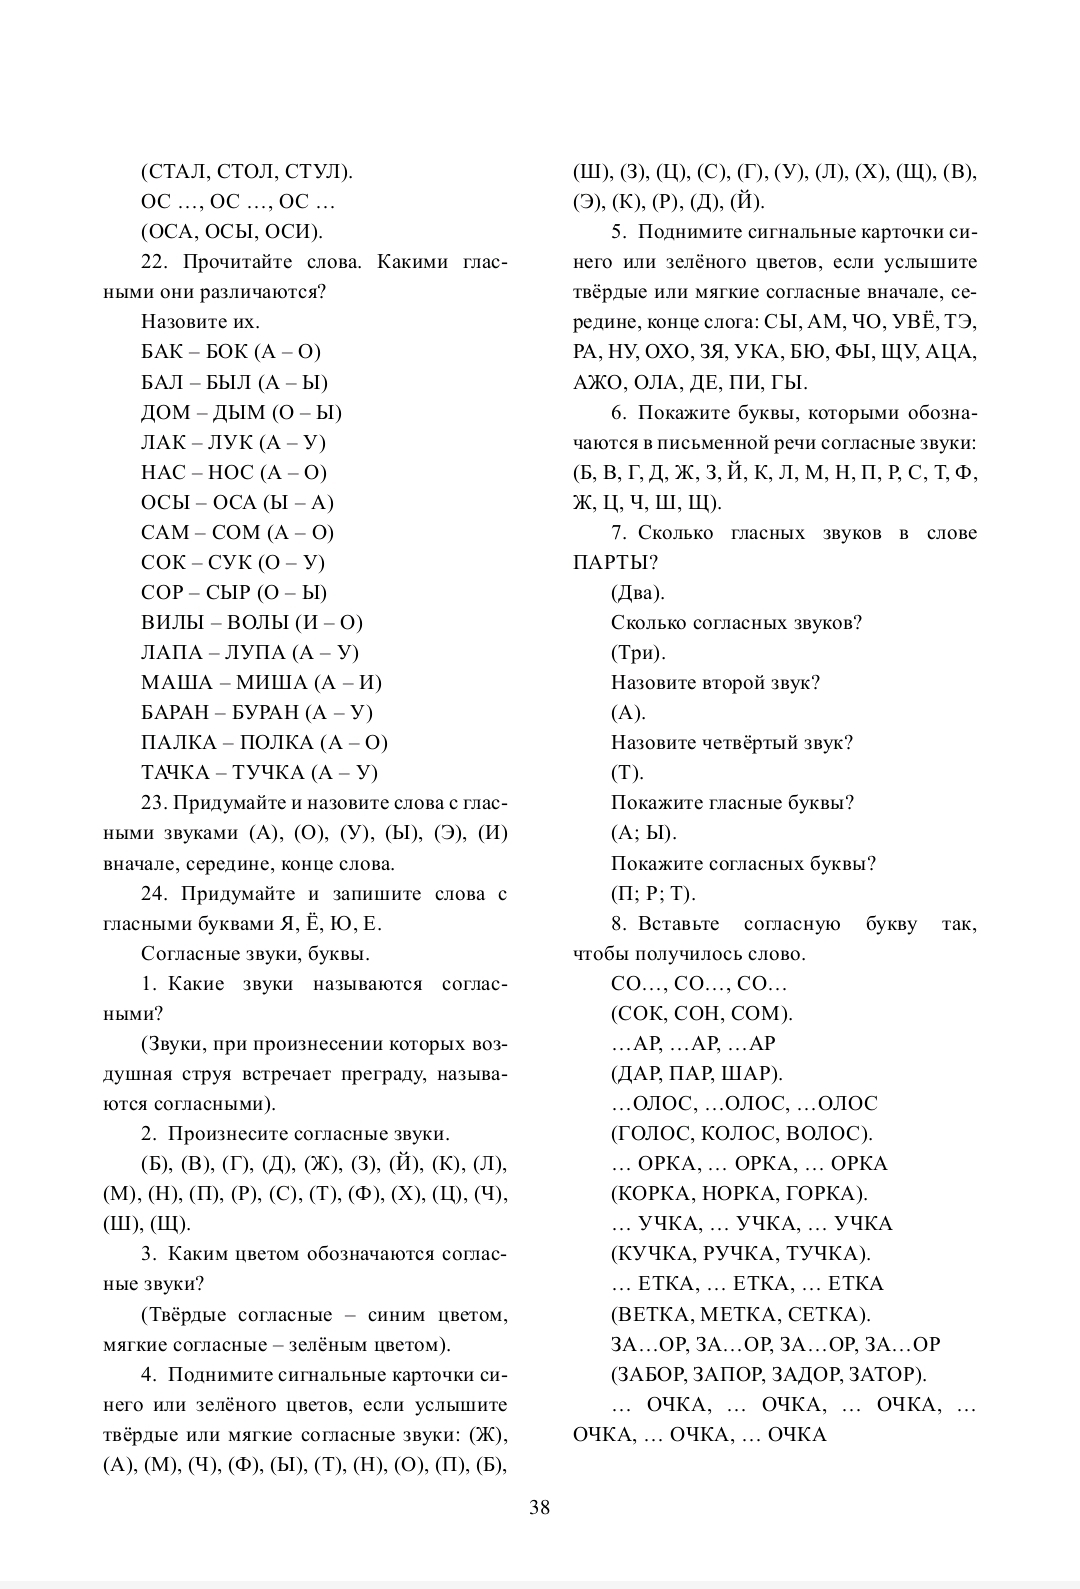 (СТАЛ, СТОЛ, СТУЛ).
ОС …, ОС …, ОС …
(ОСА, ОСЫ, ОСИ).
22. Прочитайте слова. Какими глас-
ными они различаются?
Назовите их.
БАК – БОК (А – О)
БАЛ – БЫЛ (А – Ы)
ДОМ – ДЫМ (О – Ы)
ЛАК – ЛУК (А – У)
НАС – НОС (А – О)
ОСЫ – ОСА (Ы – А)
САМ – СОМ (А – О)
СОК – СУК (О – У)
СОР – СЫР (О – Ы)
ВИЛЫ – ВОЛЫ (И – О)
ЛАПА – ЛУПА (А – У)
МАША – МИША (А – И)
БАРАН – БУРАН (А – У)
ПАЛКА – ПОЛКА (А – О)
ТАЧКА – ТУЧКА (А – У)
23. Придумайте и назовите слова с глас-
ными звуками (А), (О), (У), (Ы), (Э), (И)
вначале, середине, конце слова.
24. Придумайте и запишите слова с
гласными буквами Я, Ё, Ю, Е.
Согласные звуки, буквы.
1. Какие звуки называются соглас-
ными?
(Звуки, при произнесении которых воз-
душная струя встречает преграду, называ-
ются согласными).
2. Произнесите согласные звуки.
(Б), (В), (Г), (Д), (Ж), (З), (Й), (К), (Л),
(М), (Н), (П), (Р), (С), (Т), (Ф), (Х), (Ц), (Ч),
(Ш), (Щ).
3. Каким цветом обозначаются соглас-
ные звуки?
(Твёрдые согласные – синим цветом,
мягкие согласные – зелёным цветом).
4. Поднимите сигнальные карточки си-
него или зелёного цветов, если услышите
твёрдые или мягкие согласные звуки: (Ж),
(А), (М), (Ч), (Ф), (Ы), (Т), (Н), (О), (П), (Б),
(Ш), (З), (Ц), (С), (Г), (У), (Л), (Х), (Щ), (В),
(Э), (К), (Р), (Д), (Й).
5. Поднимите сигнальные карточки си-
него или зелёного цветов, если услышите
твёрдые или мягкие согласные вначале, се-
редине, конце слога: СЫ, АМ, ЧО, УВЁ, ТЭ,
РА, НУ, ОХО, ЗЯ, УКА, БЮ, ФЫ, ЩУ, АЦА,
АЖО, ОЛА, ДЕ, ПИ, ГЫ.
6. Покажите буквы, которыми обозна-
чаются в письменной речи согласные звуки:
(Б, В, Г, Д, Ж, З, Й, К, Л, М, Н, П, Р, С, Т, Ф,
Ж, Ц, Ч, Ш, Щ).
7. Сколько гласных звуков в слове
ПАРТЫ?
(Два).
Сколько согласных звуков?
(Три).
Назовите второй звук?
(А).
Назовите четвёртый звук?
(Т).
Покажите гласные буквы?
(А; Ы).
Покажите согласных буквы?
(П; Р; Т).
8. Вставьте согласную букву так,
чтобы получилось слово.
СО…, СО…, СО…
(СОК, СОН, СОМ).
…АР, …АР, …АР
(ДАР, ПАР, ШАР).
…ОЛОС, …ОЛОС, …ОЛОС
(ГОЛОС, КОЛОС, ВОЛОС).
… ОРКА, … ОРКА, … ОРКА
(КОРКА, НОРКА, ГОРКА).
… УЧКА, … УЧКА, … УЧКА
(КУЧКА, РУЧКА, ТУЧКА).
… ЕТКА, … ЕТКА, … ЕТКА
(ВЕТКА, МЕТКА, СЕТКА).
ЗА…ОР, ЗА…ОР, ЗА…ОР, ЗА…ОР
(ЗАБОР, ЗАПОР, ЗАДОР, ЗАТОР).
… ОЧКА, … ОЧКА, … ОЧКА, …
ОЧКА, … ОЧКА, … ОЧКА
38